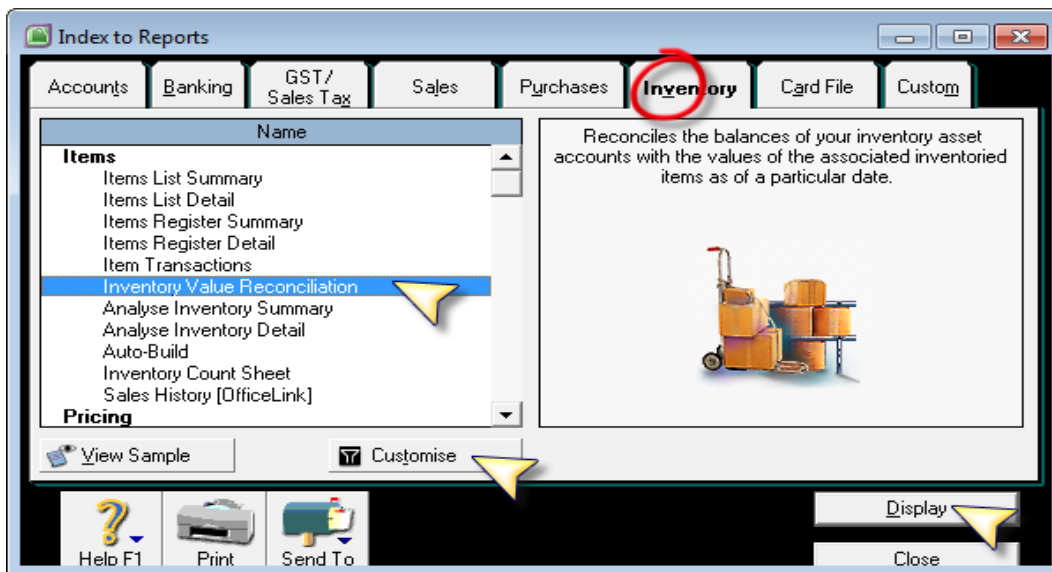 Index to Reports
Accounts
Banking
GST/
Sales Tax
Sales
Purchases
Inventory
Card File
Custom
Name
Items
Items List Summary
Items List Detail
Items Register Summary
Items Register Detail
Item Transactions
Inventory Value Reconciliation
Analyse Inventory Summary
Analyse Inventory Detail
Auto-Build
Inventory Count Sheet
Sales History [OfficeLink]
Pricing
Reconciles the balances of your inventory asset
accounts with the values of the associated inventoried
items as of a particular date.
View Sample
Customise
Help F1
Print
Send To
Display
Close